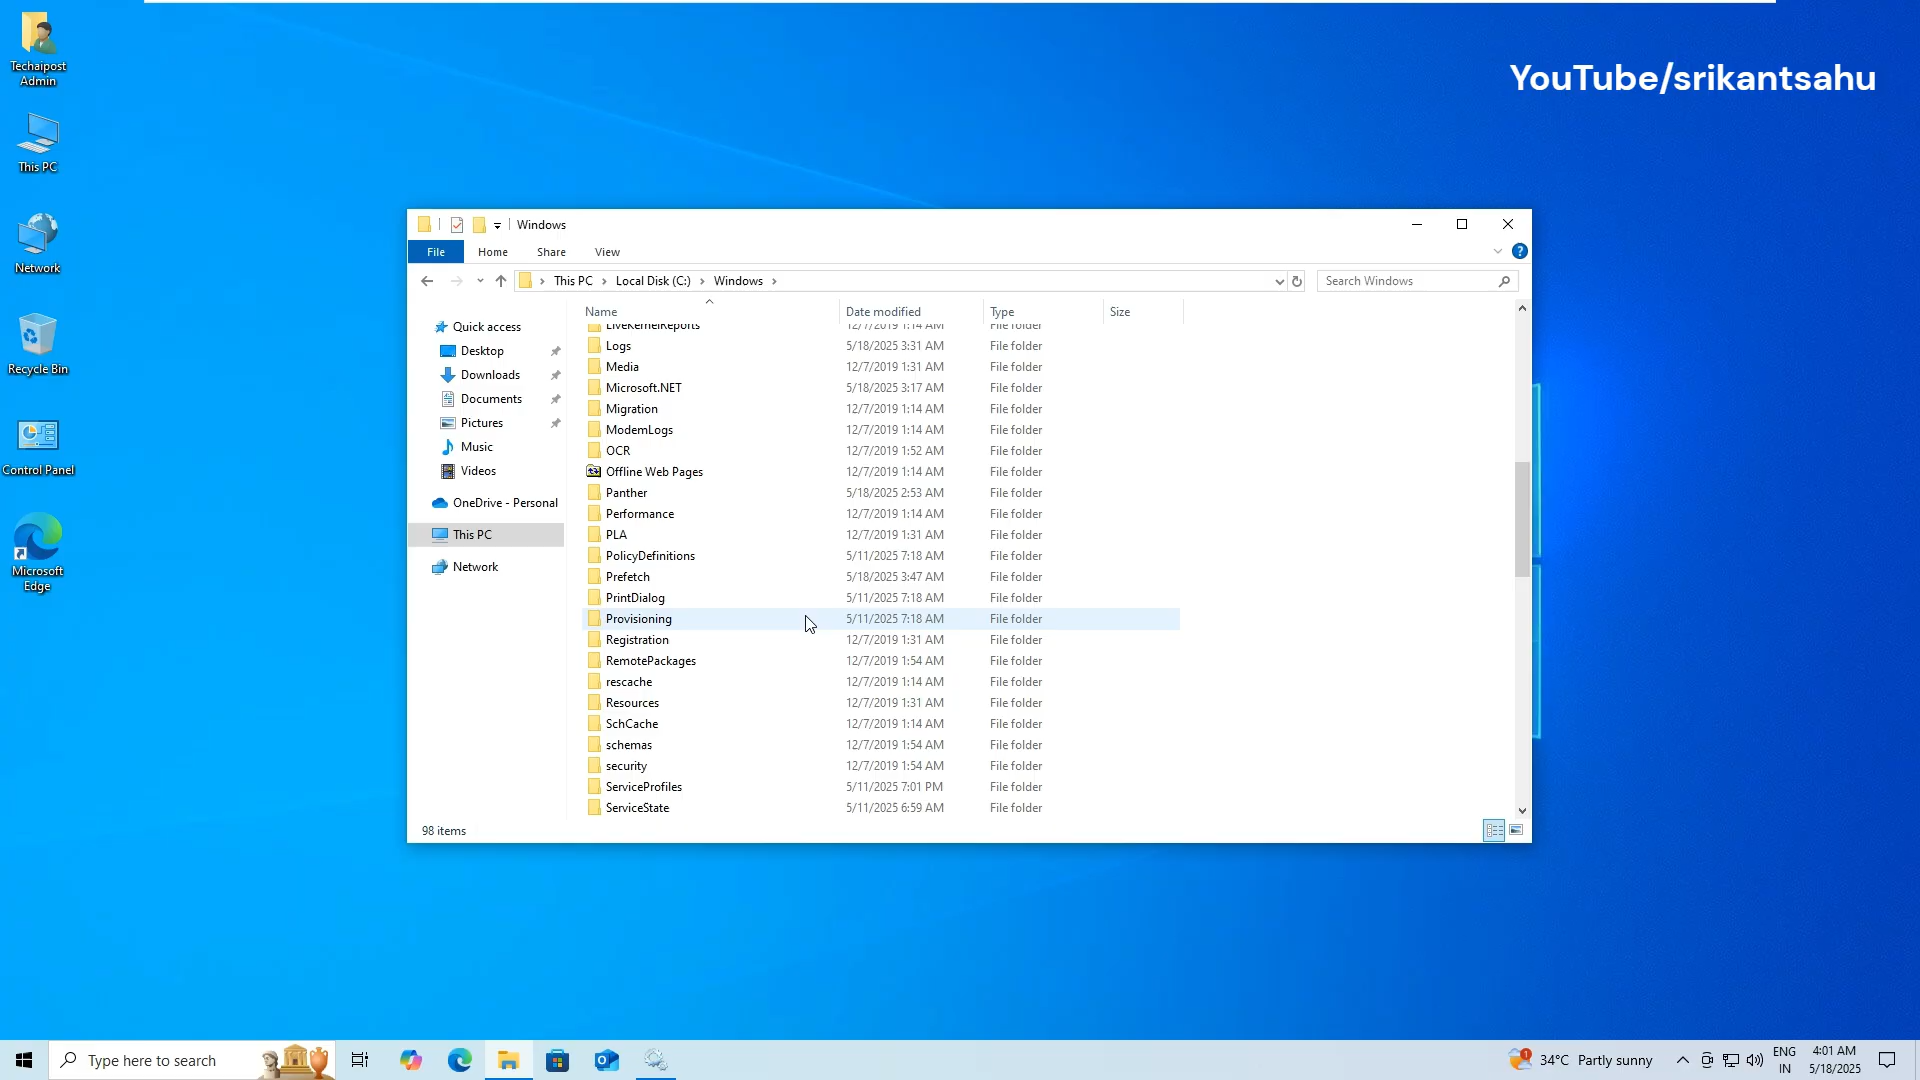 Techaipost
Admin
This PC
Network
Recycle Bin
Control Panel
Microsoft
Edge
YouTube/srikantsahu
Windows
File Home Share View
This PC Local Disk (C:) Windows
Search Windows
Quick access
Desktop
Downloads
Documents
Pictures
Music
Videos
OneDrive - Personal
This PC
Network
Name Date modified Type Size
LiveKernelReports 12/7/2019 1:14 AM File folder
Logs 5/18/2025 3:31 AM File folder
Media 12/7/2019 1:31 AM File folder
Microsoft.NET 5/18/2025 3:17 AM File folder
Migration 12/7/2019 1:14 AM File folder
ModemLogs 12/7/2019 1:14 AM File folder
OCR 12/7/2019 1:52 AM File folder
Offline Web Pages 12/7/2019 1:14 AM File folder
Panther 5/18/2025 2:53 AM File folder
Performance 12/7/2019 1:14 AM File folder
PLA 12/7/2019 1:31 AM File folder
PolicyDefinitions 5/11/2025 7:18 AM File folder
Prefetch 5/18/2025 3:47 AM File folder
PrintDialog 5/11/2025 7:18 AM File folder
Provisioning 5/11/2025 7:18 AM File folder
Registration 12/7/2019 1:31 AM File folder
RemotePackages 12/7/2019 1:54 AM File folder
rescache 12/7/2019 1:14 AM File folder
Resources 12/7/2019 1:31 AM File folder
SchCache 12/7/2019 1:14 AM File folder
schemas 12/7/2019 1:54 AM File folder
security 12/7/2019 1:54 AM File folder
ServiceProfiles 5/11/2025 7:01 PM File folder
ServiceState 5/11/2025 6:59 AM File folder
98 items
Type here to search
1
34°C Partly sunny
ENG
IN
4:01 AM
5/18/2025